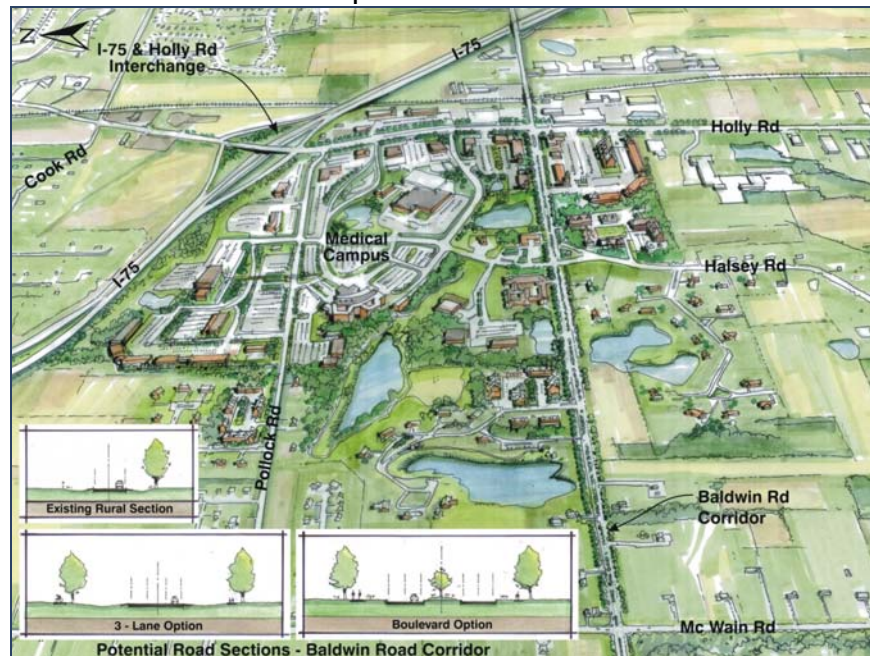 N
I-75 & Holly Rd
Interchange
I-75
Holly Rd
Cook Rd
Medical
Campus
Halsey Rd
I-75
Pollock Rd
Existing Rural Section
Baldwin Rd
Corridor
3 - Lane Option
Boulevard Option
Mc Wain Rd
Potential Road Sections - Baldwin Road Corridor